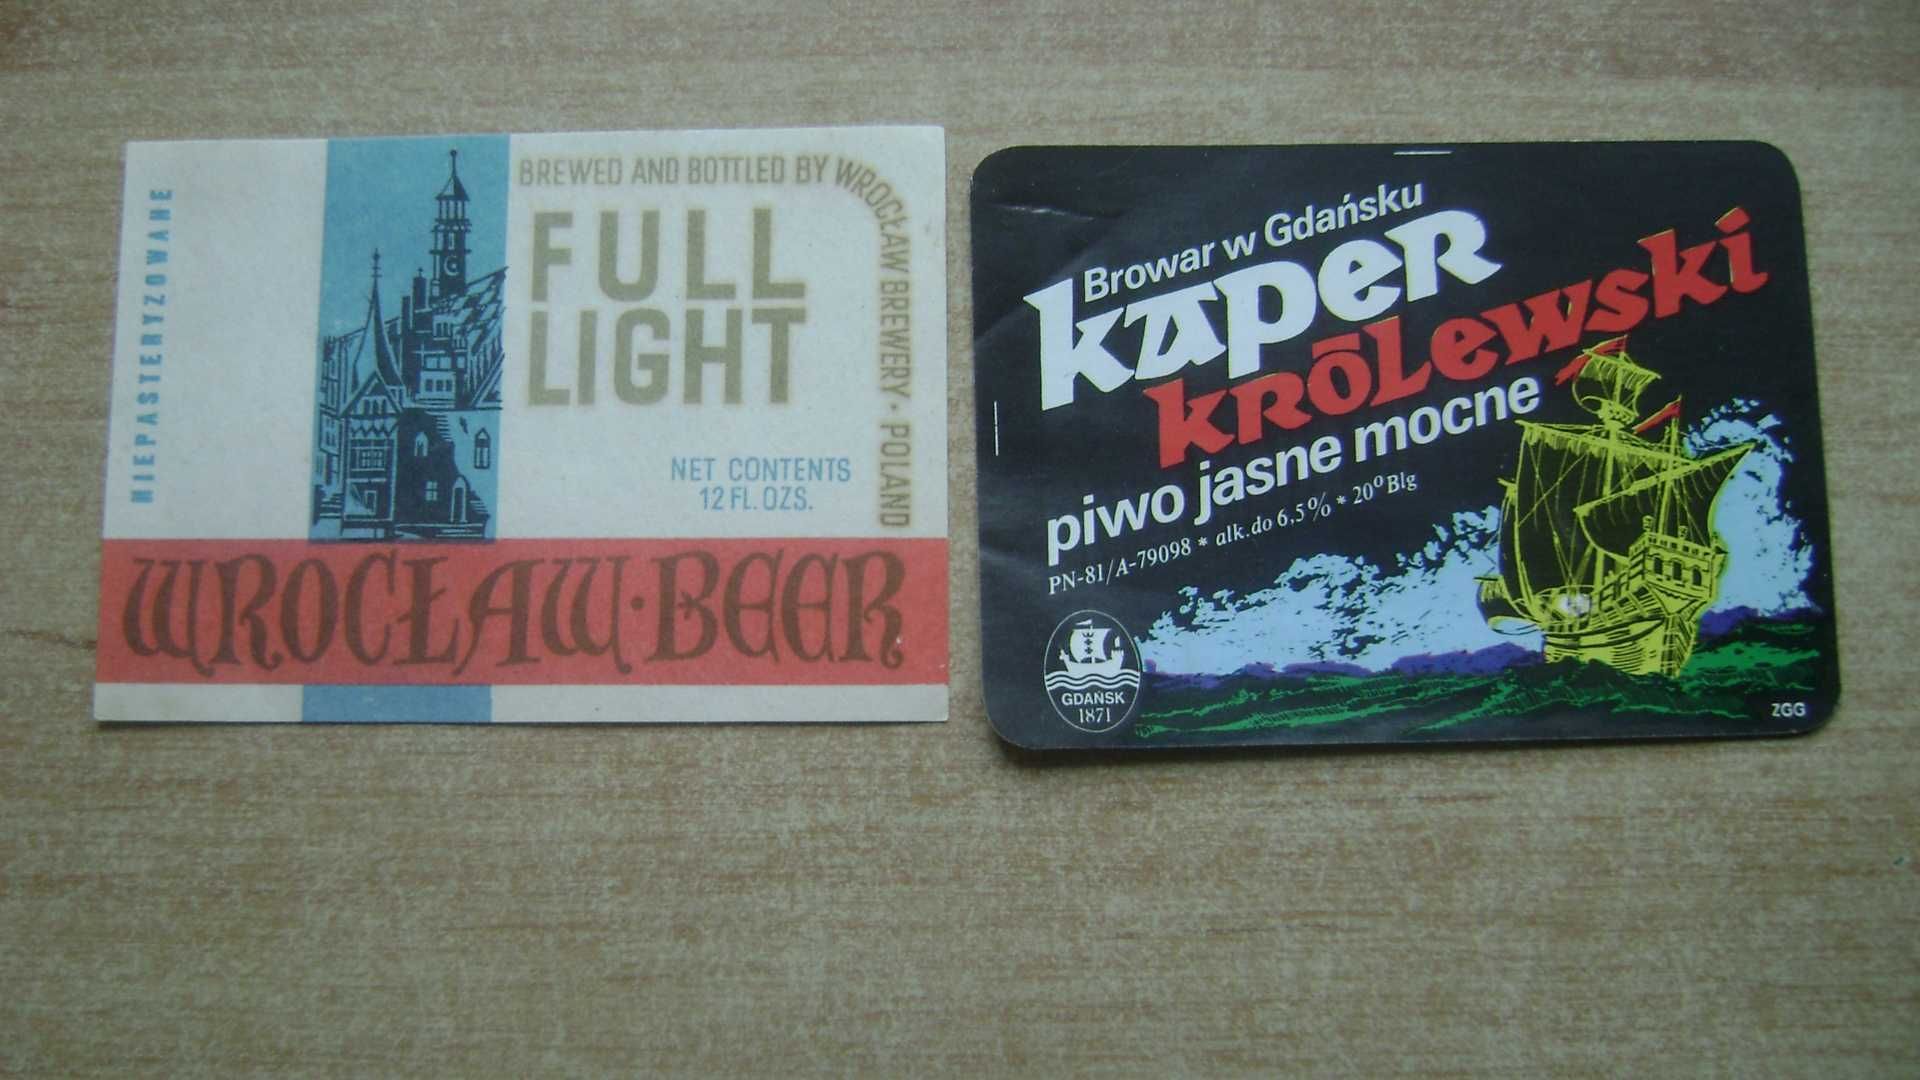 NIEPASTERYZOWANE
BREWED AND BOTTLED BY WROCŁAW BREWERY · POLAND
FULL
LIGHT
NET CONTENTS
12 FL. OZS.
WROCŁAW · BEER
Browar w Gdańsku
kaper
krōlewski
piwo jasne mocne
PN-81/A-79098 * alk.do 6,5% * 20° Blg
GDAŃSK
1871
ZGG